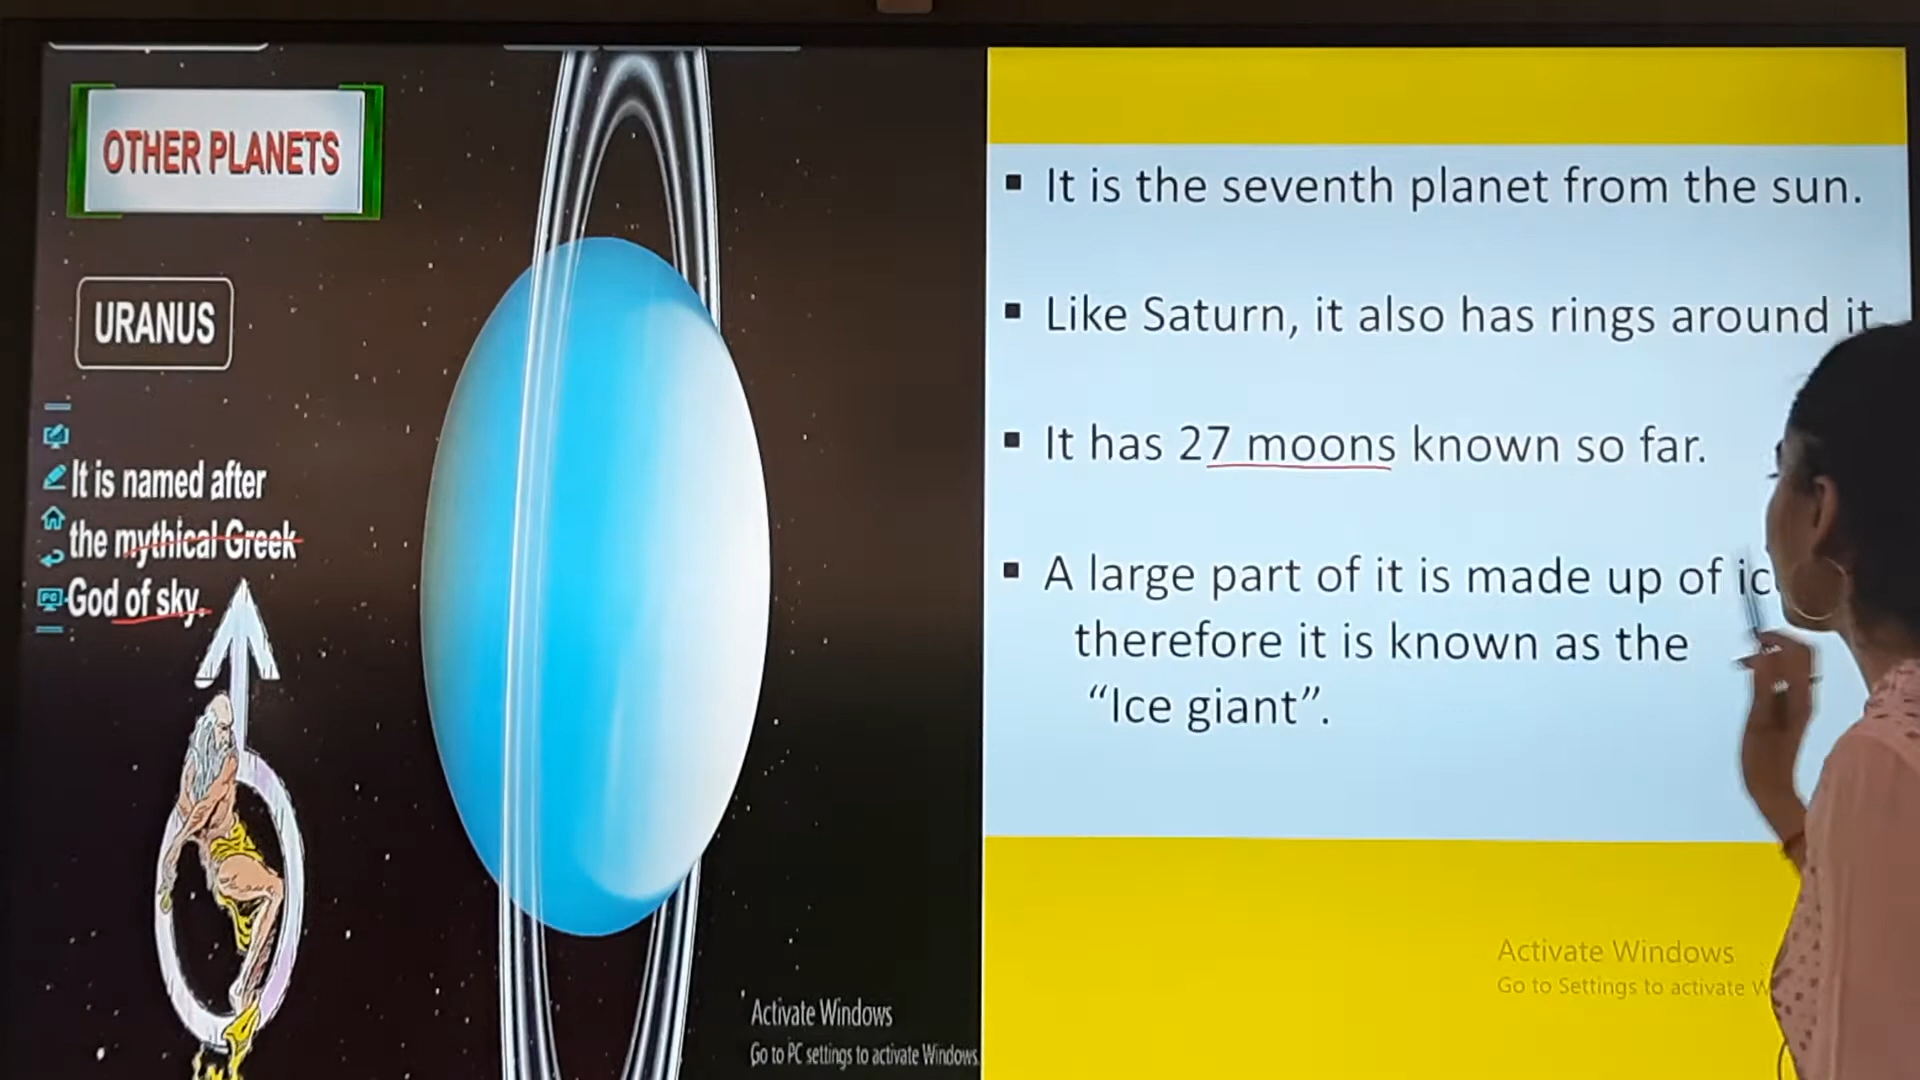 OTHER PLANETS
URANUS
It is named after
the mythical Greek
God of sky.
▪ It is the seventh planet from the sun.
▪ Like Saturn, it also has rings around it
▪ It has 27 moons known so far.
▪ A large part of it is made up of ic
therefore it is known as the
“Ice giant”.
Activate Windows
Go to PC settings to activate Windows
Activate Windows
Go to Settings to activate W
PC